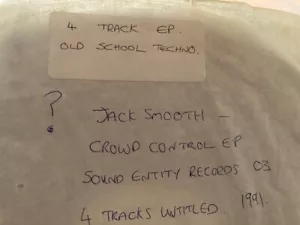 4 TRACK EP.
OLD SCHOOL TECHNO.
? JACK SMOOTH -
CROWD CONTROL EP
SOUND ENTITY RECORDS 03
4 TRACKS UNTITLED. 1991.